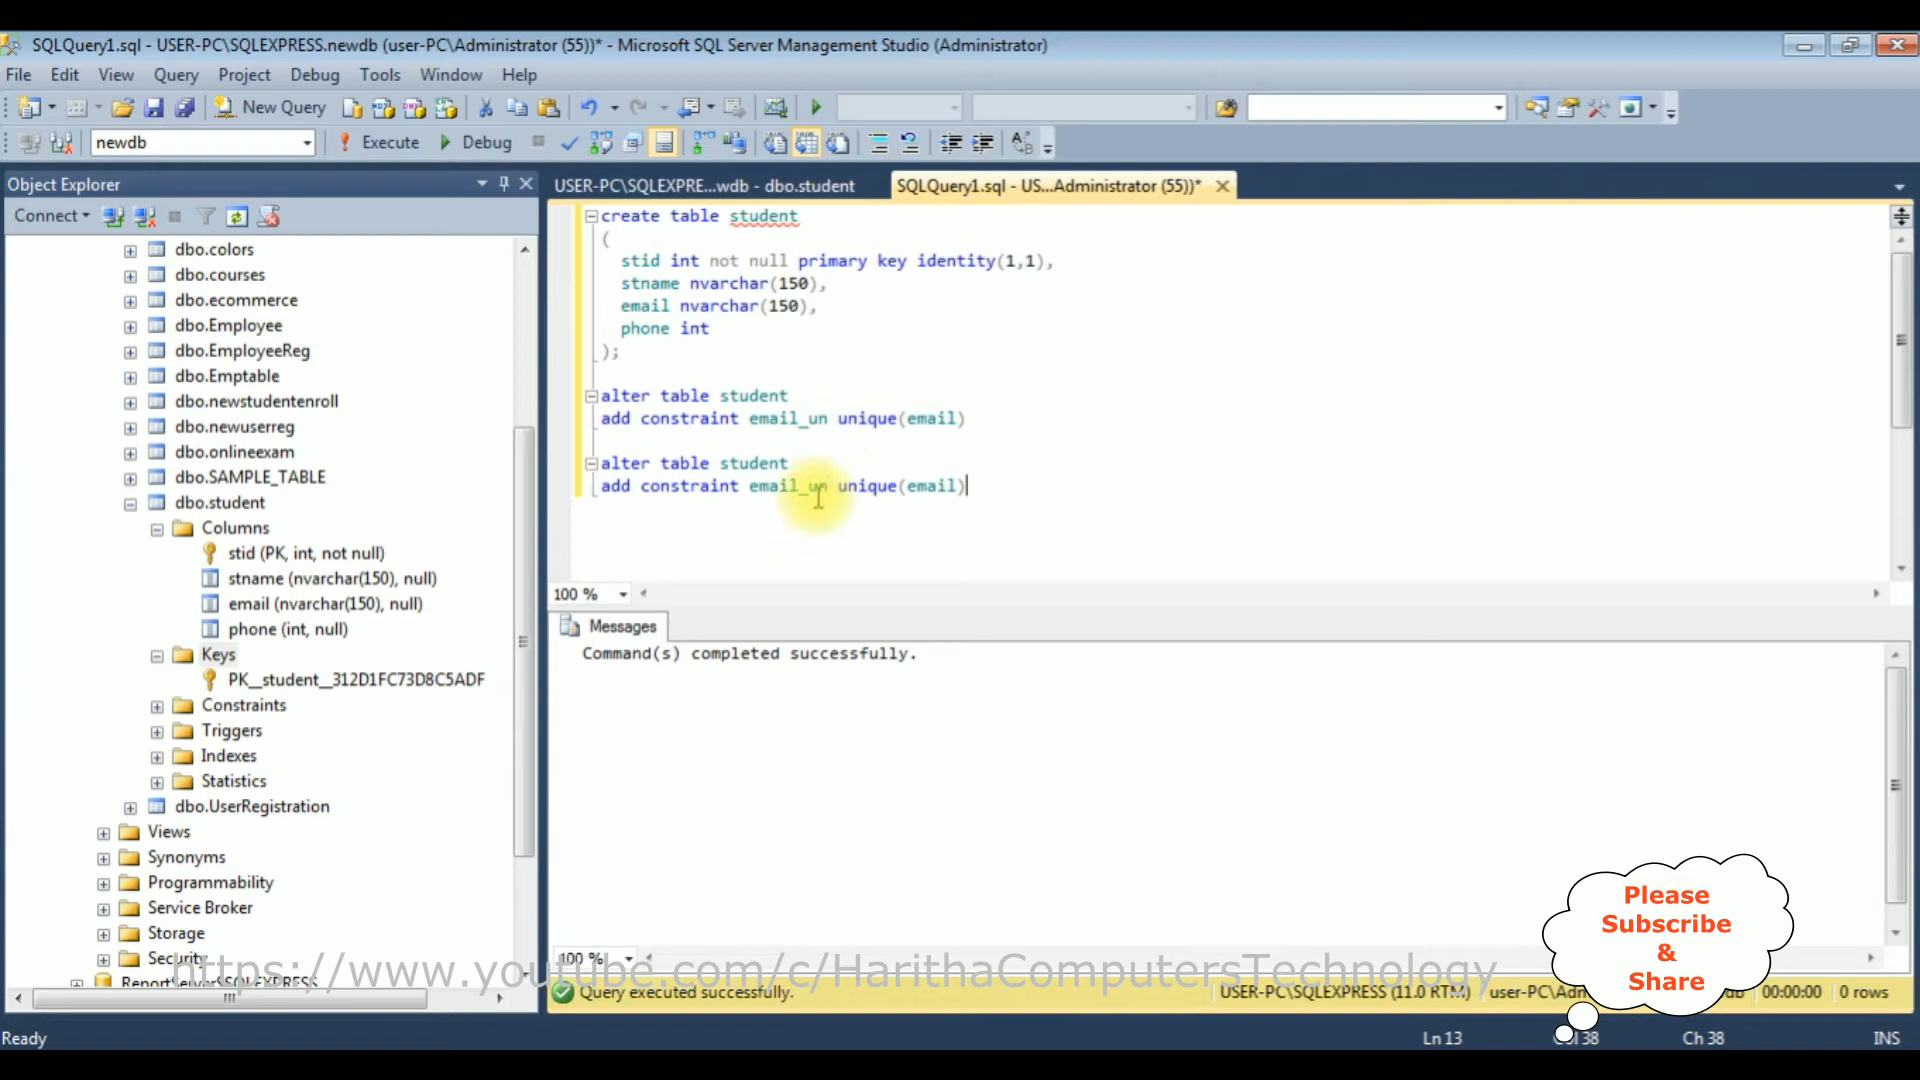 SQLQuery1.sql - USER-PC\SQLEXPRESS.newdb (user-PC\Administrator (55))* - Microsoft SQL Server Management Studio (Administrator)
File Edit View Query Project Debug Tools Window Help
New Query
newdb Execute Debug
Object Explorer
Connect
dbo.colors
dbo.courses
dbo.ecommerce
dbo.Employee
dbo.EmployeeReg
dbo.Emptable
dbo.newstudentenroll
dbo.newuserreg
dbo.onlineexam
dbo.SAMPLE_TABLE
dbo.student
Columns
stid (PK, int, not null)
stname (nvarchar(150), null)
email (nvarchar(150), null)
phone (int, null)
Keys
PK__student__312D1FC73D8C5ADF
Constraints
Triggers
Indexes
Statistics
dbo.UserRegistration
Views
Synonyms
Programmability
Service Broker
Storage
Security
ReportServer$SQLEXPRESS
USER-PC\SQLEXPRE...wdb - dbo.student
SQLQuery1.sql - US...Administrator (55))*
create table student
(
stid int not null primary key identity(1,1),
stname nvarchar(150),
email nvarchar(150),
phone int
);
alter table student
add constraint email_un unique(email)
alter table student
add constraint email_un unique(email)
100 %
Messages
Command(s) completed successfully.
100 %
https://www.youtube.com/c/HarithaComputersTechnology
Query executed successfully. USER-PC\SQLEXPRESS (11.0 RTM) 00:00:00 0 rows
Please
Subscribe
&
Share
Ready Ln 13 Ch 38 INS